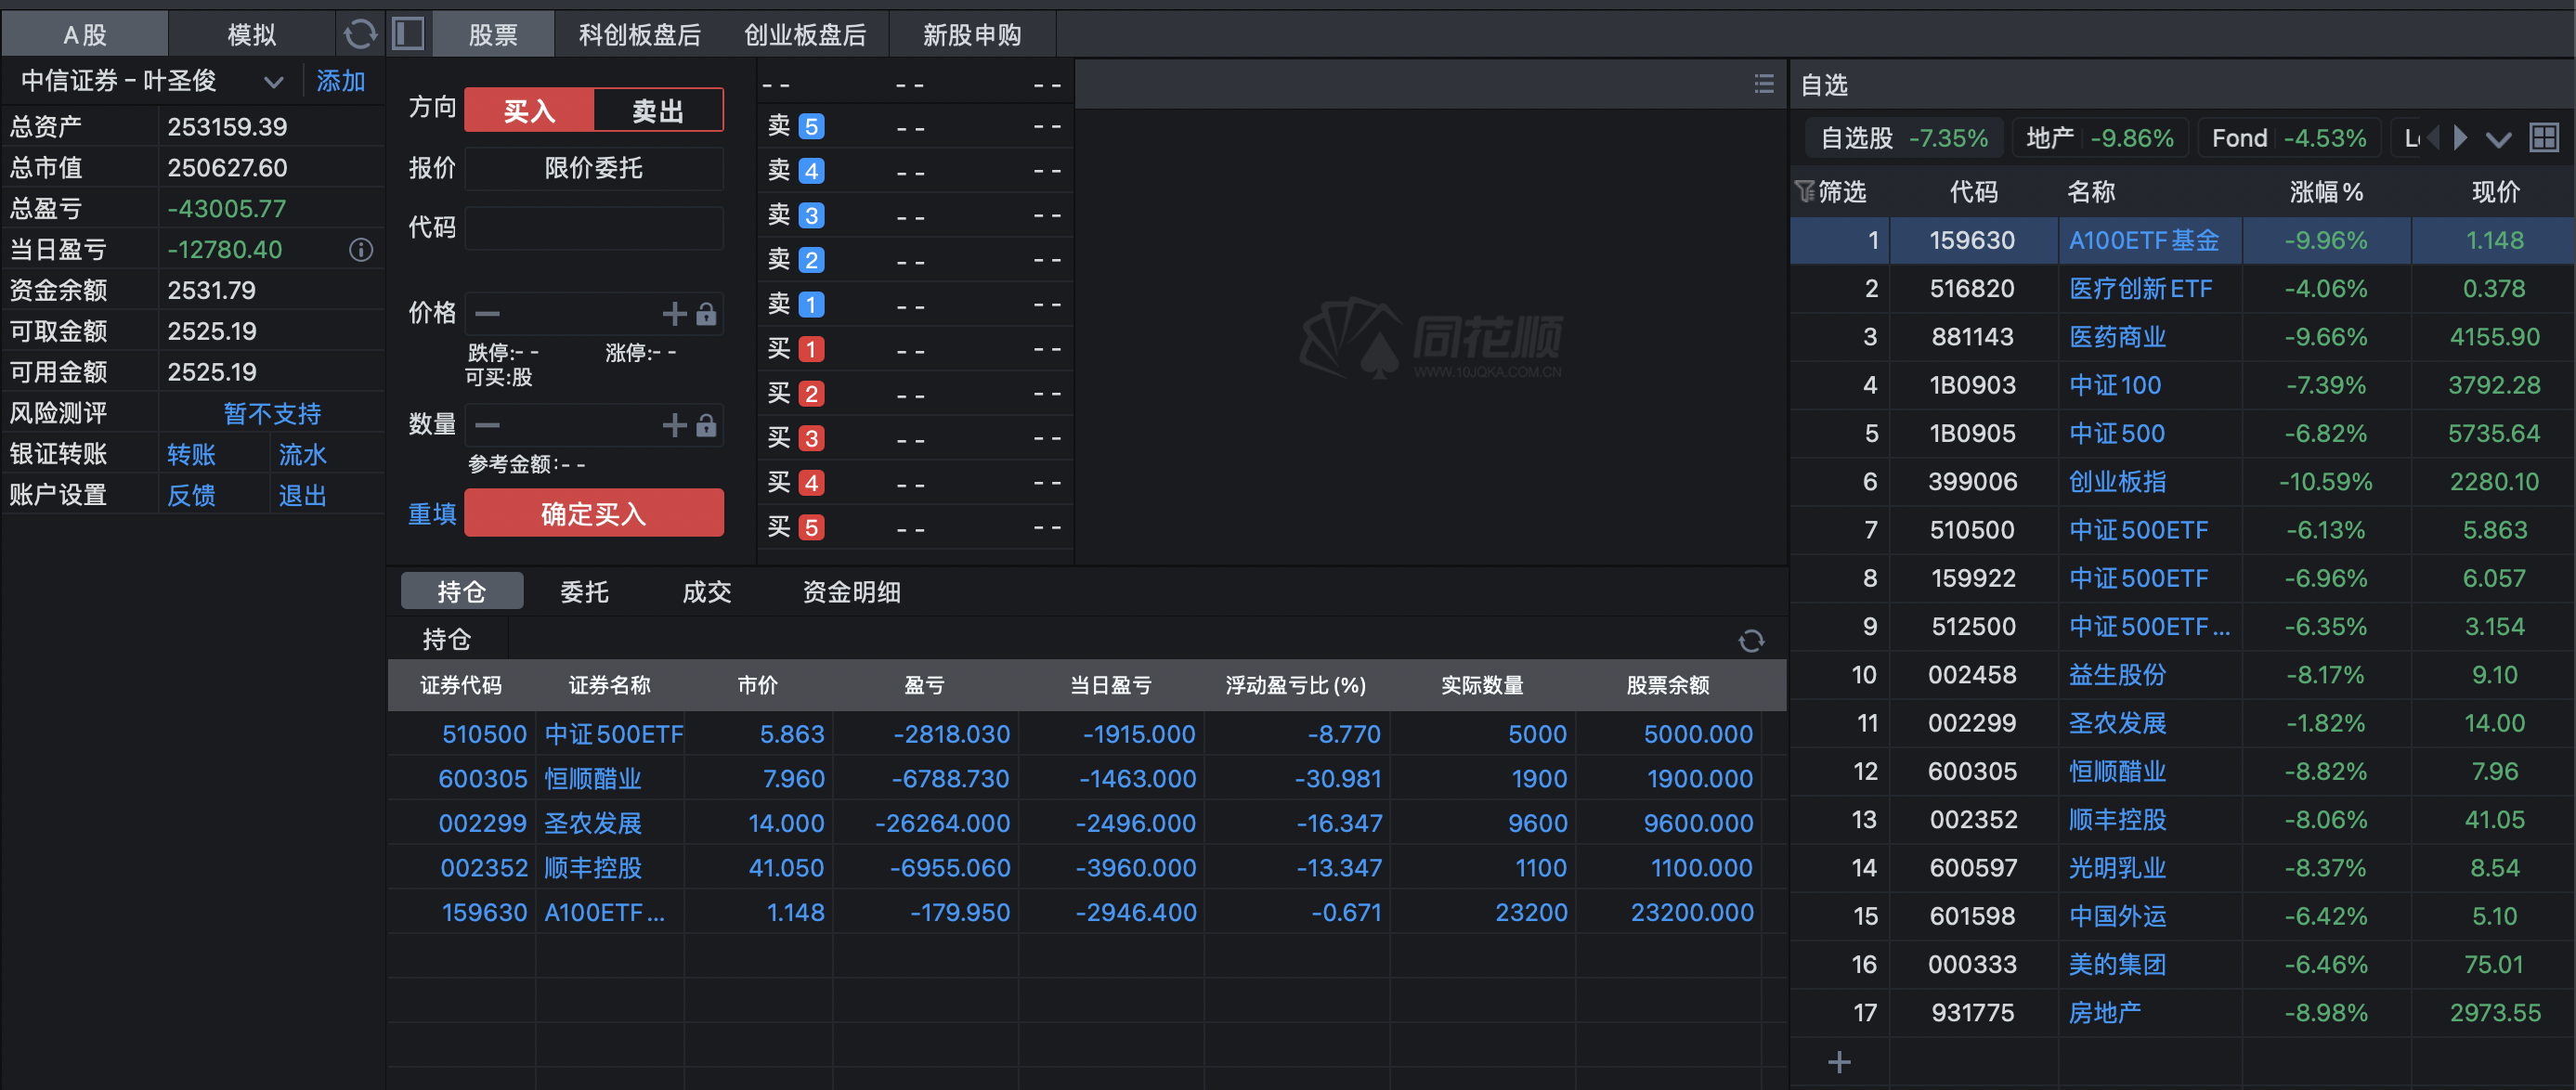 A股 模拟 股票 科创板盘后 创业板盘后 新股申购
中信证券 - 叶圣俊 添加
总资产 253159.39
总市值 250627.60
总盈亏 -43005.77
当日盈亏 -12780.40
资金余额 2531.79
可取金额 2525.19
可用金额 2525.19
风险测评 暂不支持
银证转账 转账 流水
账户设置 反馈 退出
方向 买入 卖出
报价 限价委托
代码
价格
跌停:-- 涨停:--
可买:股
数量
参考金额:--
重填 确定买入
-- -- --
卖 5 -- --
卖 4 -- --
卖 3 -- --
卖 2 -- --
卖 1 -- --
买 1 -- --
买 2 -- --
买 3 -- --
买 4 -- --
买 5 -- --
同花顺
WWW.10JQKA.COM.CN
持仓 委托 成交 资金明细
持仓
证券代码 证券名称 市价 盈亏 当日盈亏 浮动盈亏比(%) 实际数量 股票余额
510500 中证500ETF 5.863 -2818.030 -1915.000 -8.770 5000 5000.000
600305 恒顺醋业 7.960 -6788.730 -1463.000 -30.981 1900 1900.000
002299 圣农发展 14.000 -26264.000 -2496.000 -16.347 9600 9600.000
002352 顺丰控股 41.050 -6955.060 -3960.000 -13.347 1100 1100.000
159630 A100ETF... 1.148 -179.950 -2946.400 -0.671 23200 23200.000
自选
自选股 -7.35% 地产 -9.86% Fond -4.53%
筛选 代码 名称 涨幅% 现价
1 159630 A100ETF基金 -9.96% 1.148
2 516820 医疗创新ETF -4.06% 0.378
3 881143 医药商业 -9.66% 4155.90
4 1B0903 中证100 -7.39% 3792.28
5 1B0905 中证500 -6.82% 5735.64
6 399006 创业板指 -10.59% 2280.10
7 510500 中证500ETF -6.13% 5.863
8 159922 中证500ETF -6.96% 6.057
9 512500 中证500ETF... -6.35% 3.154
10 002458 益生股份 -8.17% 9.10
11 002299 圣农发展 -1.82% 14.00
12 600305 恒顺醋业 -8.82% 7.96
13 002352 顺丰控股 -8.06% 41.05
14 600597 光明乳业 -8.37% 8.54
15 601598 中国外运 -6.42% 5.10
16 000333 美的集团 -6.46% 75.01
17 931775 房地产 -8.98% 2973.55